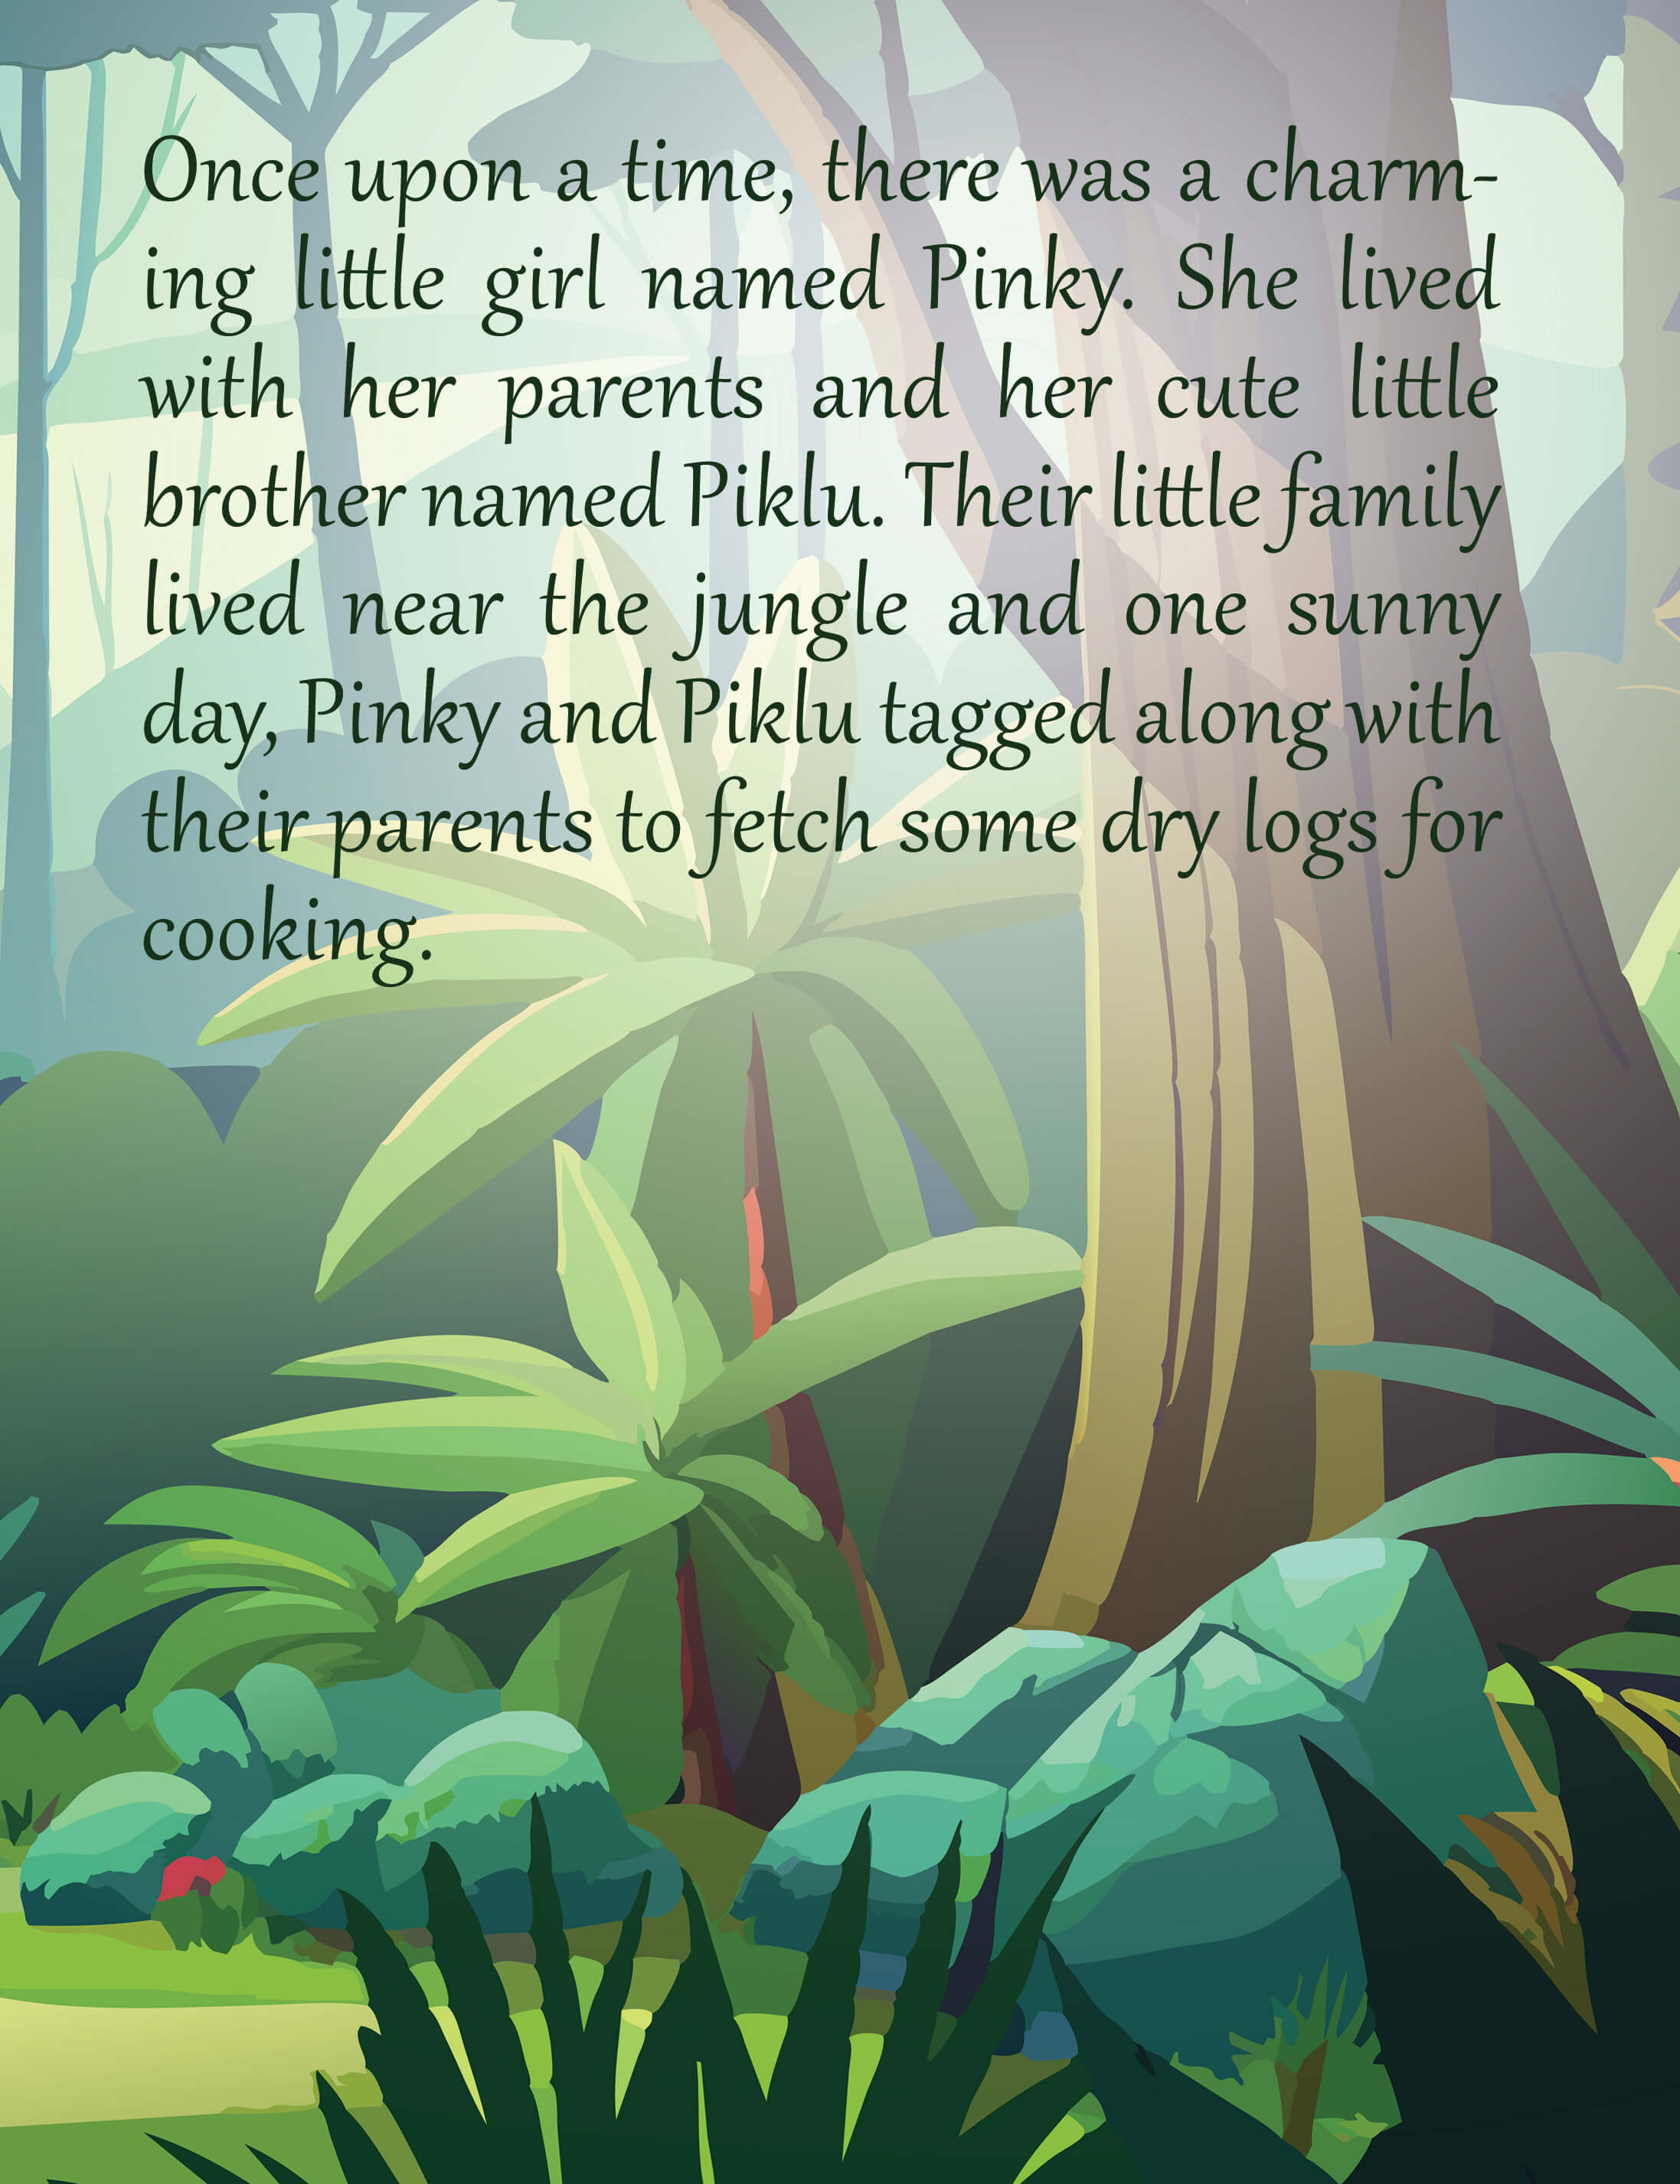 Once upon a time, there was a charm-
ing little girl named Pinky. She lived
with her parents and her cute little
brother named Piklu. Their little family
lived near the jungle and one sunny
day, Pinky and Piklu tagged along with
their parents to fetch some dry logs for
cooking.